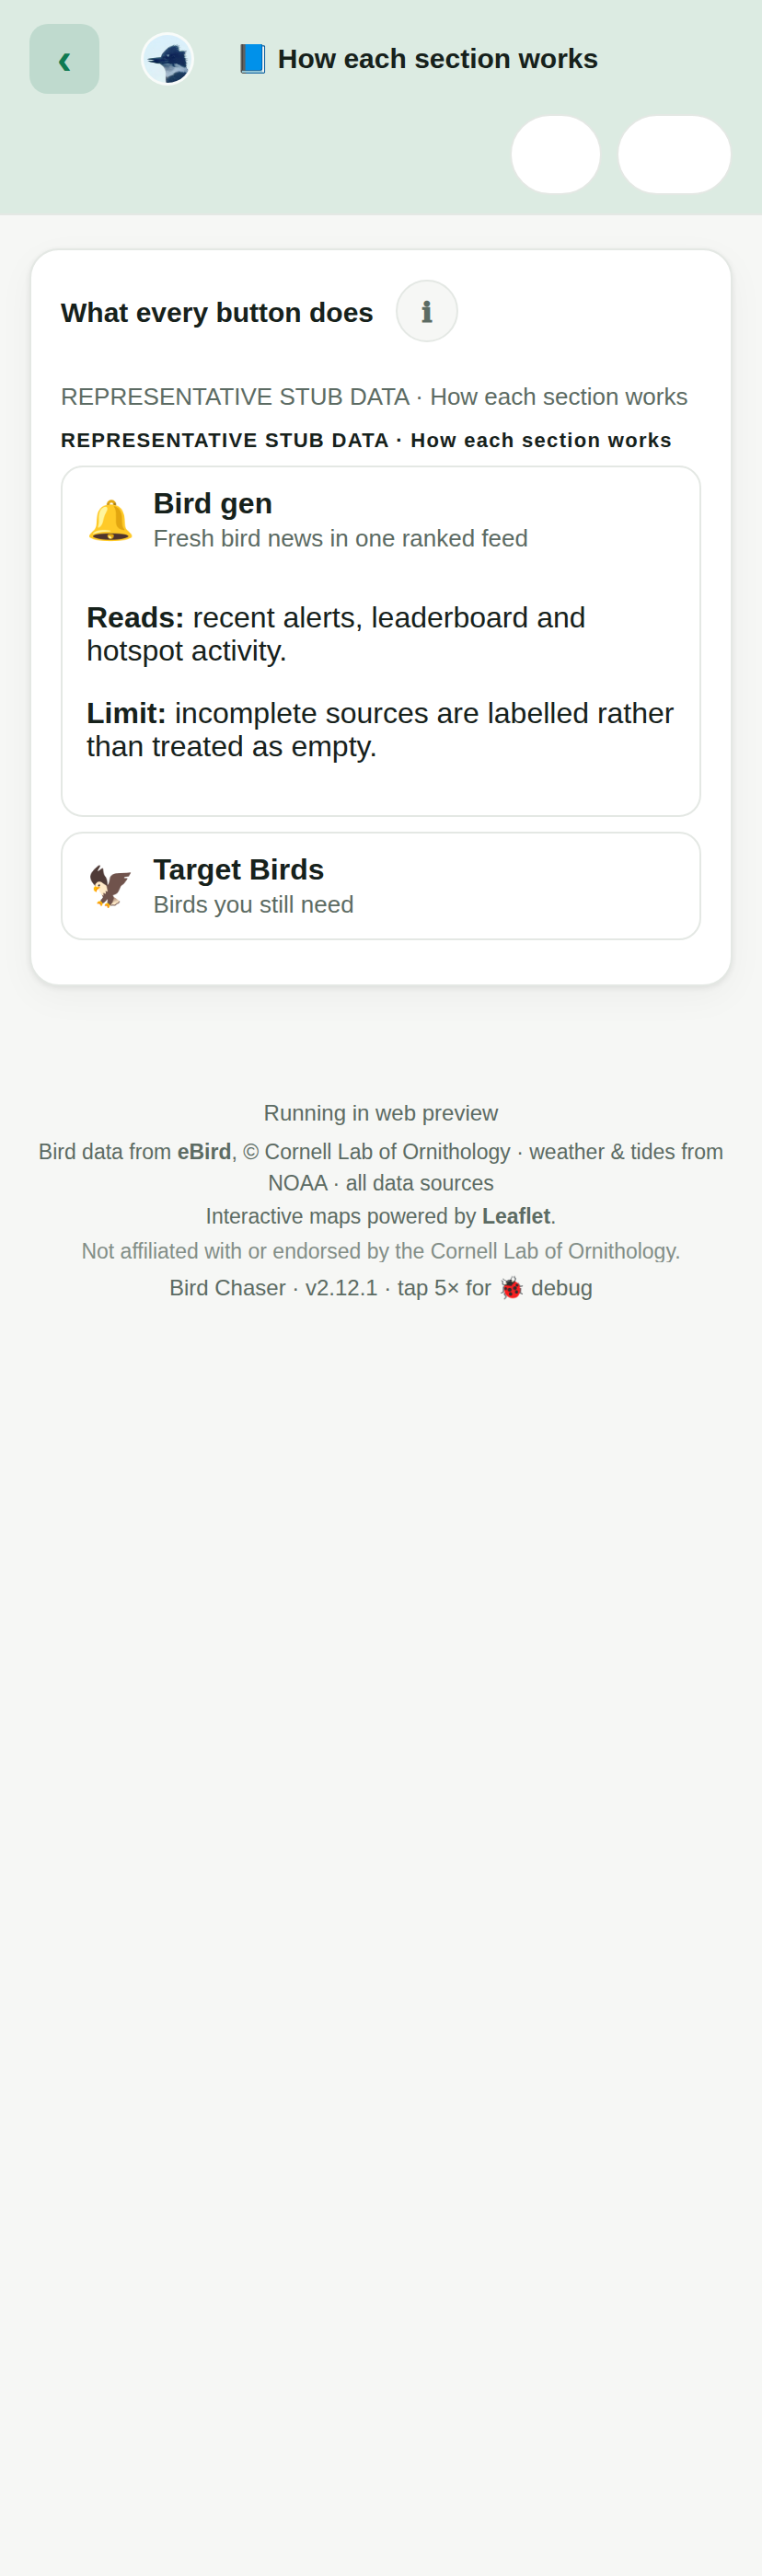 ‹ 📘 How each section works
What every button does ℹ
REPRESENTATIVE STUB DATA · How each section works
REPRESENTATIVE STUB DATA · How each section works
🔔 Bird gen
Fresh bird news in one ranked feed
Reads: recent alerts, leaderboard and
hotspot activity.
Limit: incomplete sources are labelled rather
than treated as empty.
🦅 Target Birds
Birds you still need
Running in web preview
Bird data from eBird, © Cornell Lab of Ornithology · weather & tides from
NOAA · all data sources
Interactive maps powered by Leaflet.
Not affiliated with or endorsed by the Cornell Lab of Ornithology.
Bird Chaser · v2.12.1 · tap 5× for 🐞 debug